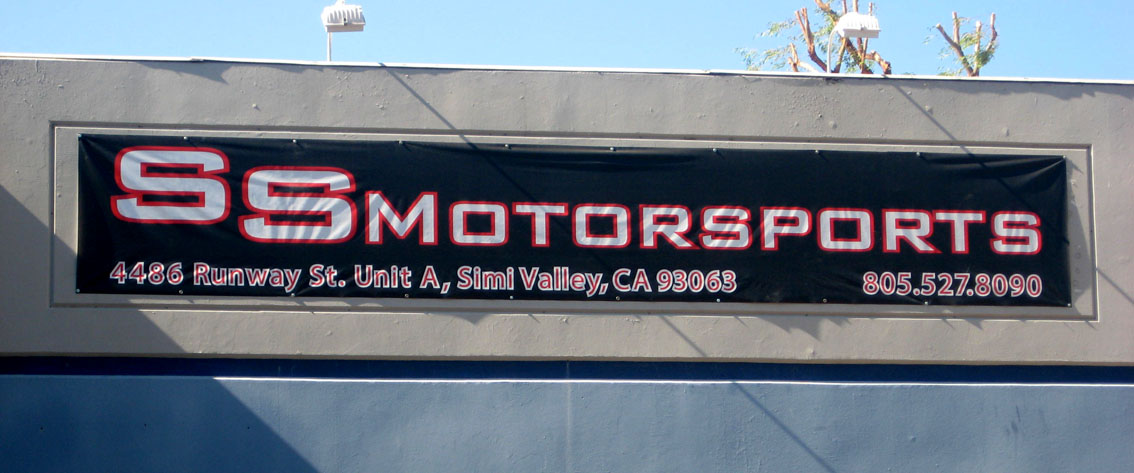 SS MOTORSPORTS
4486 Runway St. Unit A, Simi Valley, CA 93063 805.527.8090